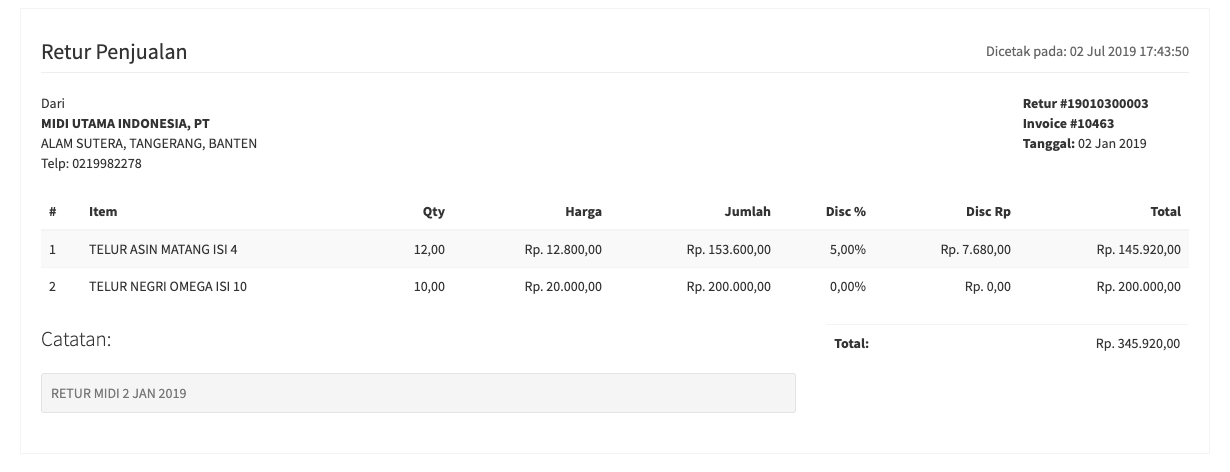 Retur Penjualan
Dicetak pada: 02 Jul 2019 17:43:50
Dari
MIDI UTAMA INDONESIA, PT
ALAM SUTERA, TANGERANG, BANTEN
Telp: 0219982278
Retur #19010300003
Invoice #10463
Tanggal: 02 Jan 2019
# Item Qty Harga Jumlah Disc % Disc Rp Total
1 TELUR ASIN MATANG ISI 4 12,00 Rp. 12.800,00 Rp. 153.600,00 5,00% Rp. 7.680,00 Rp. 145.920,00
2 TELUR NEGRI OMEGA ISI 10 10,00 Rp. 20.000,00 Rp. 200.000,00 0,00% Rp. 0,00 Rp. 200.000,00
Total: Rp. 345.920,00
Catatan:
RETUR MIDI 2 JAN 2019